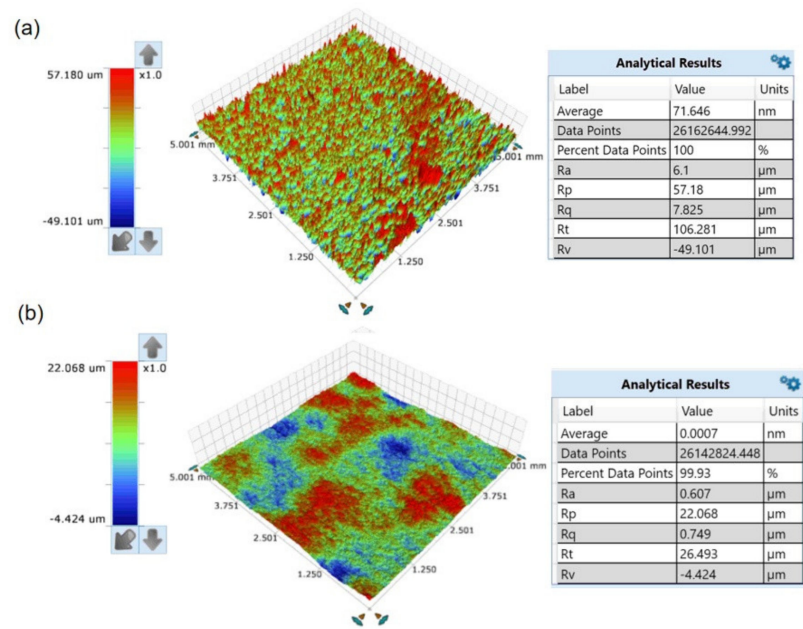 (a)
57.180 um
x1.0
-49.101 um
5.001 mm
3.751
2.501
1.250
1.250
2.501
3.751
5.001 mm
Analytical Results
Label Value Units
Average 71.646 nm
Data Points 26162644.992
Percent Data Points 100 %
Ra 6.1 µm
Rp 57.18 µm
Rq 7.825 µm
Rt 106.281 µm
Rv -49.101 µm
(b)
22.068 um
x1.0
-4.424 um
5.001 mm
3.751
2.501
1.250
1.250
2.501
3.751
5.001 mm
Analytical Results
Label Value Units
Average 0.0007 nm
Data Points 26142824.448
Percent Data Points 99.93 %
Ra 0.607 µm
Rp 22.068 µm
Rq 0.749 µm
Rt 26.493 µm
Rv -4.424 µm